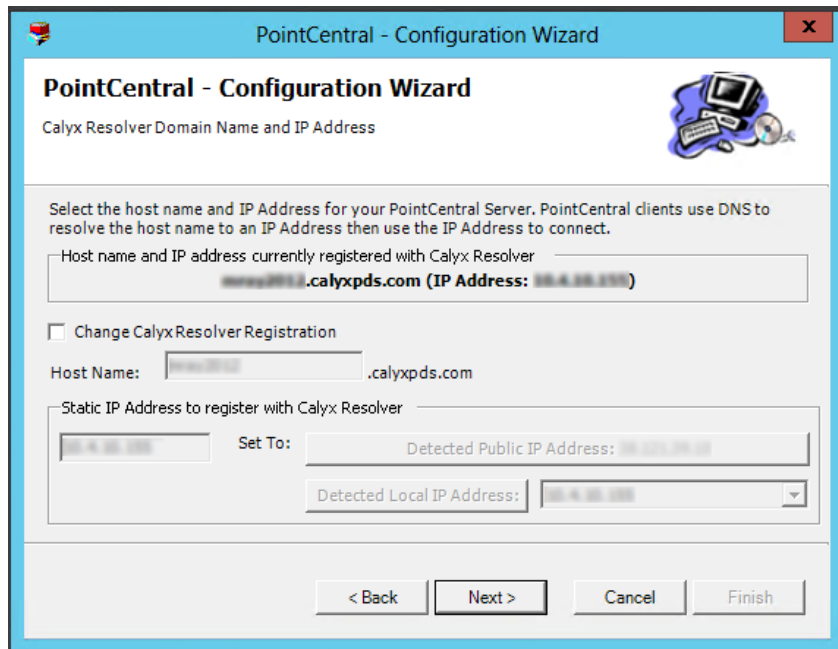 PointCentral - Configuration Wizard
X
PointCentral - Configuration Wizard
Calyx Resolver Domain Name and IP Address
Select the host name and IP Address for your PointCentral Server. PointCentral clients use DNS to
resolve the host name to an IP Address then use the IP Address to connect.
Host name and IP address currently registered with Calyx Resolver
.calyxpds.com (IP Address: )
Change Calyx Resolver Registration
Host Name: .calyxpds.com
Static IP Address to register with Calyx Resolver
Set To: Detected Public IP Address:
Detected Local IP Address:
< Back Next > Cancel Finish